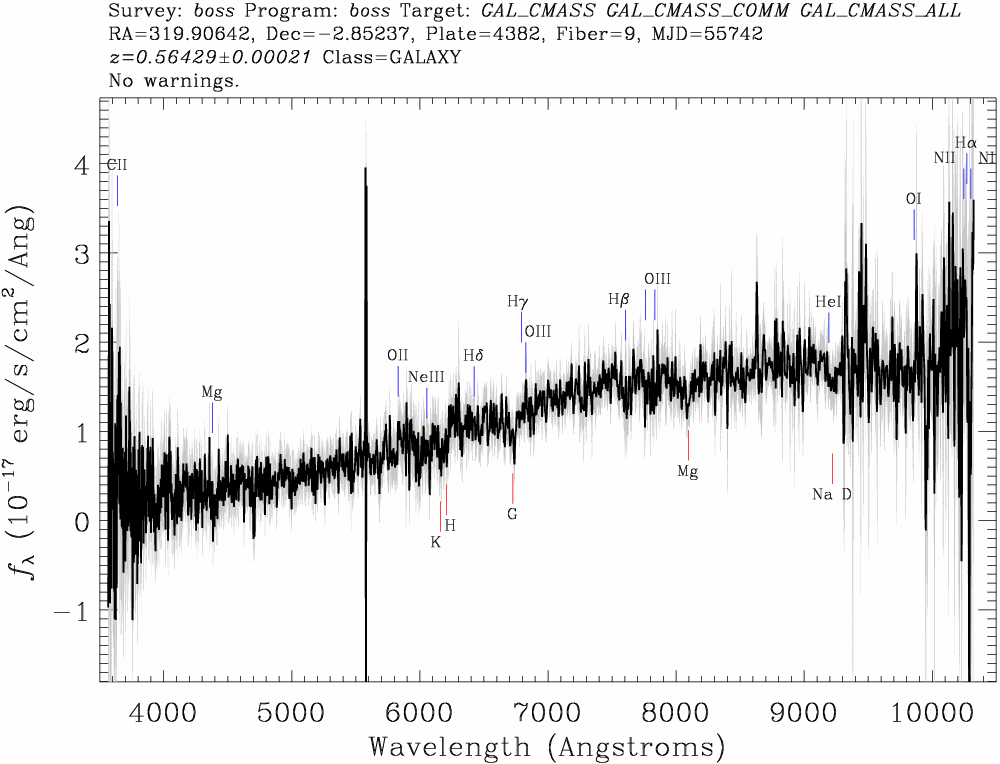 Survey: boss Program: boss Target: GAL_CMASS GAL_CMASS_COMM GAL_CMASS_ALL
RA=319.90642, Dec=−2.85237, Plate=4382, Fiber=9, MJD=55742
z=0.56429±0.00021 Class=GALAXY
No warnings.
Hα
CII NII NI
4
OI
3
OIII
Hγ Hβ HeI
OIII
2
OII Hδ
NeIII
Mg
1
Mg
Na D
G
0
H
K
−1
f_λ (10⁻¹⁷ erg/s/cm²/Ang)
4000 5000 6000 7000 8000 9000 10000
Wavelength (Angstroms)